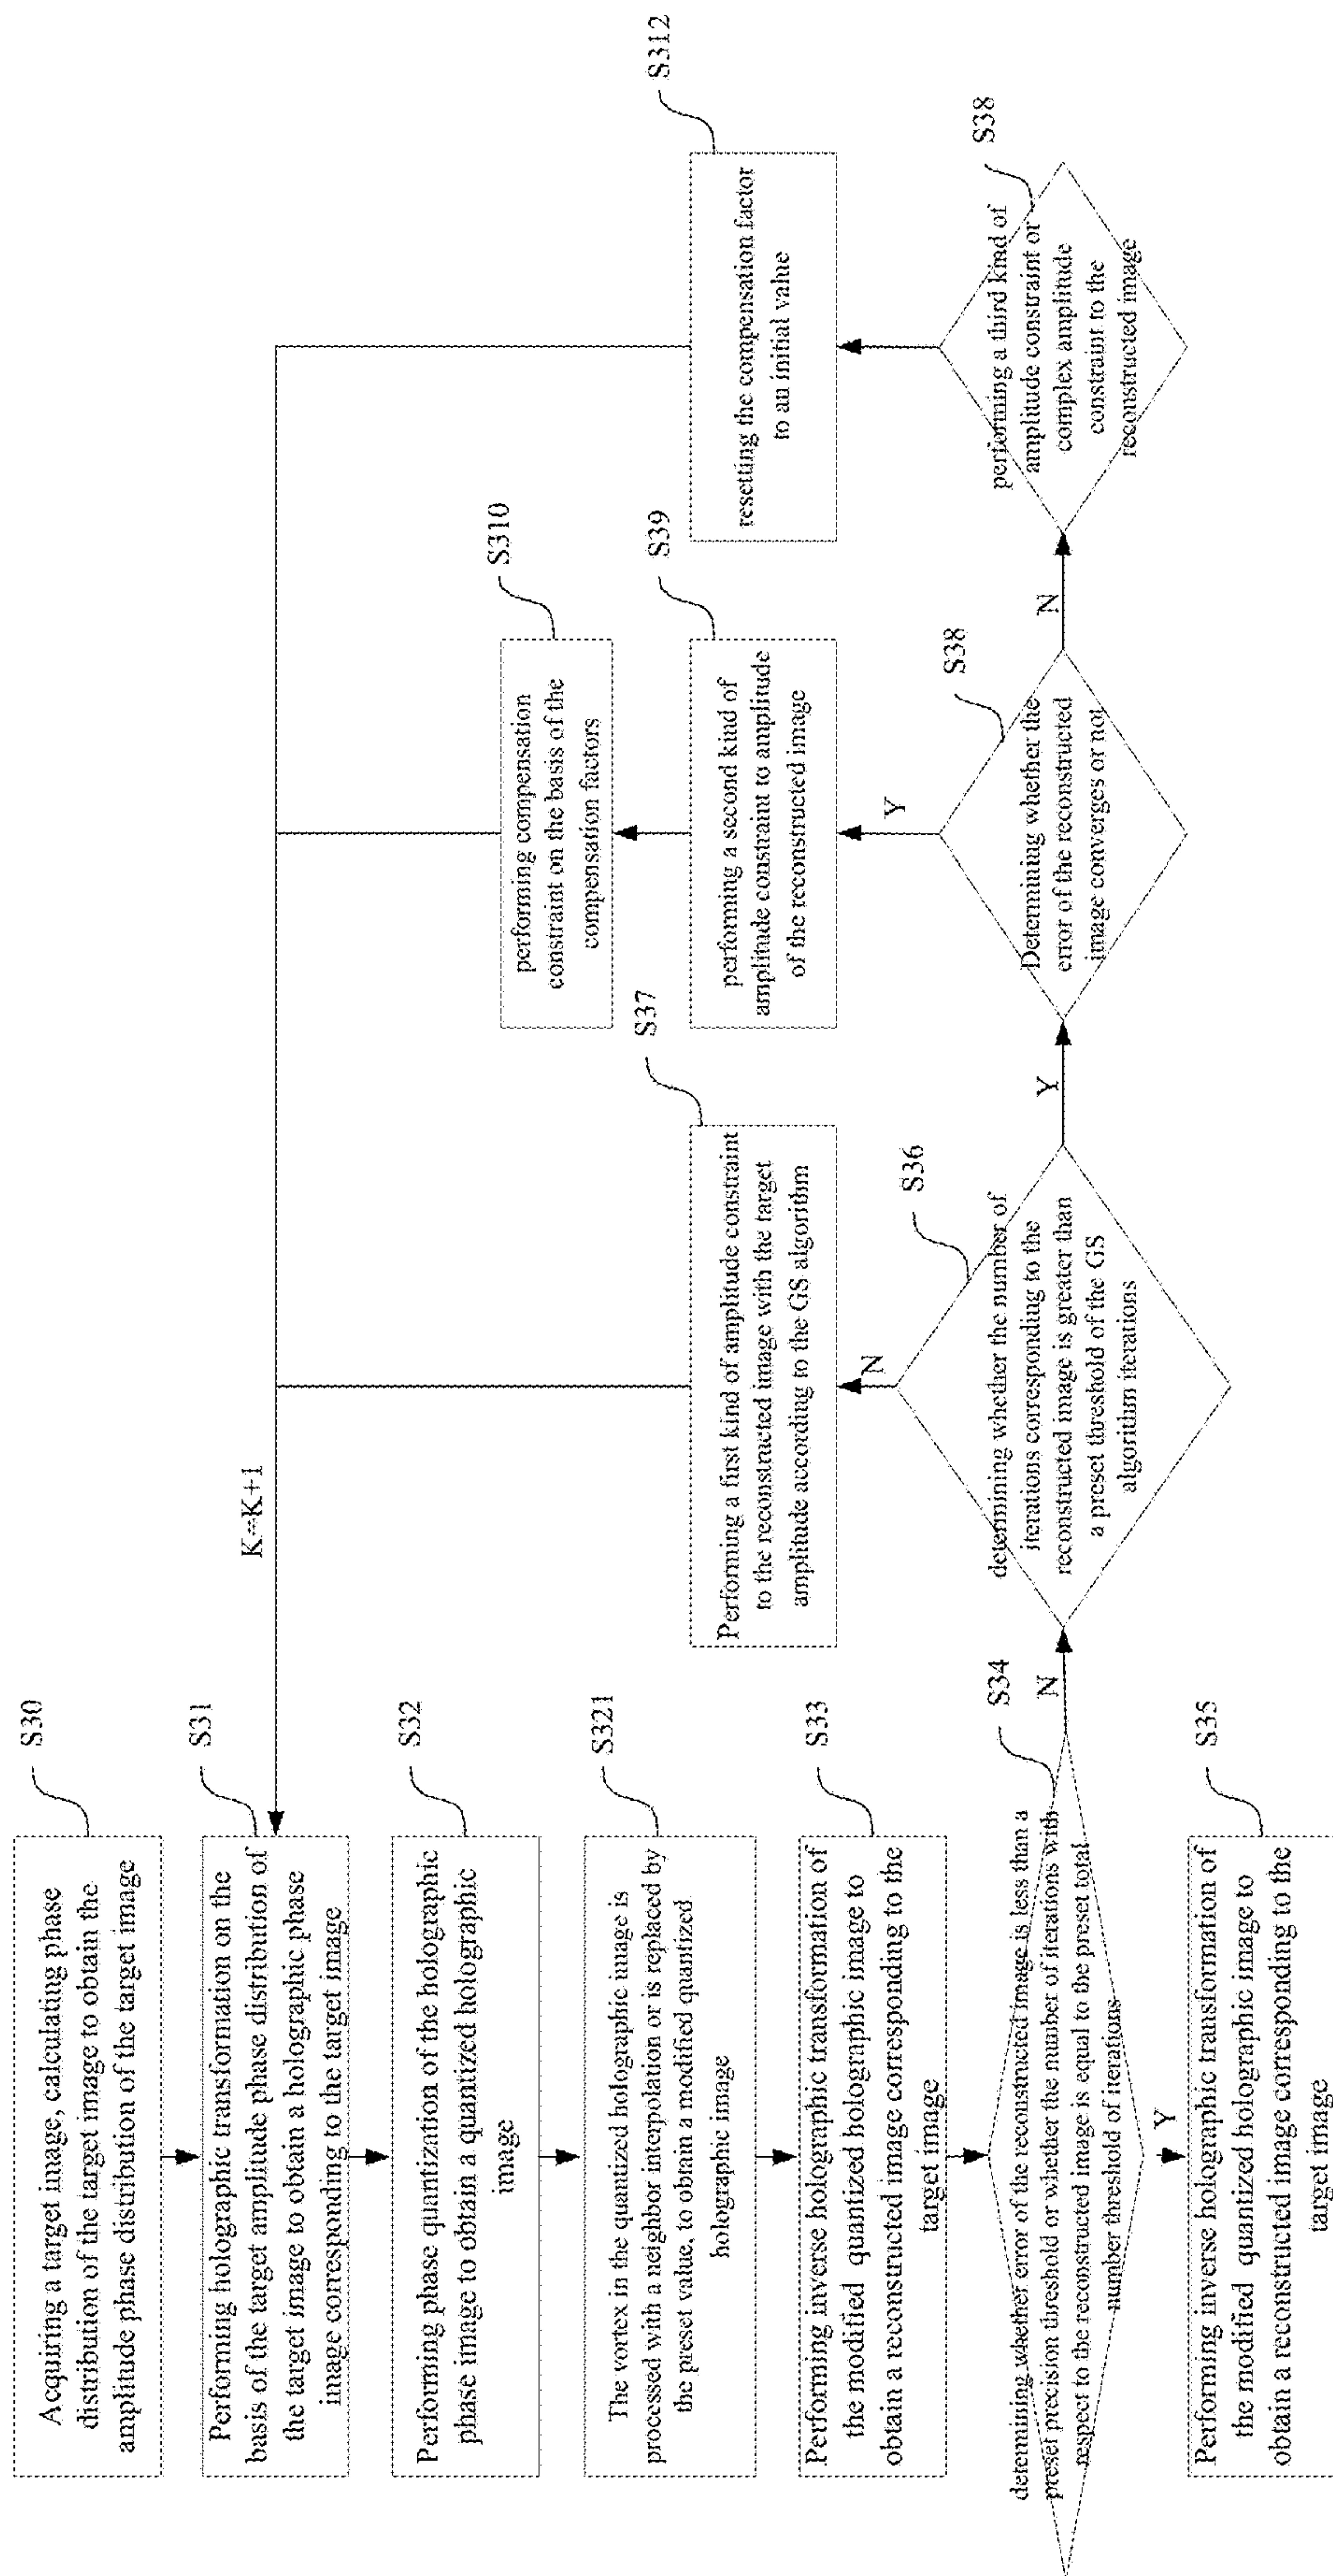 Acquiring a target image, calculating phase
distribution of the target image to obtain the
amplitude phase distribution of the target image
S30
Performing holographic transformation on the
basis of the target amplitude phase distribution of
the target image to obtain a holographic phase
image corresponding to the target image
S31
K=K+1
Performing phase quantization of the holographic
phase image to obtain a quantized holographic
image
S32
The vortex in the quantized holographic image is
processed with a neighbor interpolation or is replaced by
the preset value, to obtain a modified quantized
holographic image
S321
Performing inverse holographic transformation of
the modified quantized holographic image to
obtain a reconstructed image corresponding to the
target image
S33
determining whether error of the reconstructed image is less than a
preset precision threshold or whether the number of iterations with
respect to the reconstructed image is equal to the preset total
number threshold of iterations
S34
N
Y
Performing inverse holographic transformation of
the modified quantized holographic image to
obtain a reconstructed image corresponding to the
target image
S35
determining whether the number of
iterations corresponding to the
reconstructed image is greater than
a preset threshold of the GS
algorithm iterations
S36
N
Y
Performing a first kind of amplitude constraint
to the reconstructed image with the target
amplitude according to the GS algorithm
S37
Determining whether the
error of the reconstructed
image converges or not
S38
Y
N
performing a second kind of
amplitude constraint to amplitude
of the reconstructed image
S39
performing compensation
constraint on the basis of the
compensation factors
S310
performing a third kind of
amplitude constraint or
complex amplitude
constraint to the
reconstructed image
S38
resetting the compensation factor
to an initial value
S312